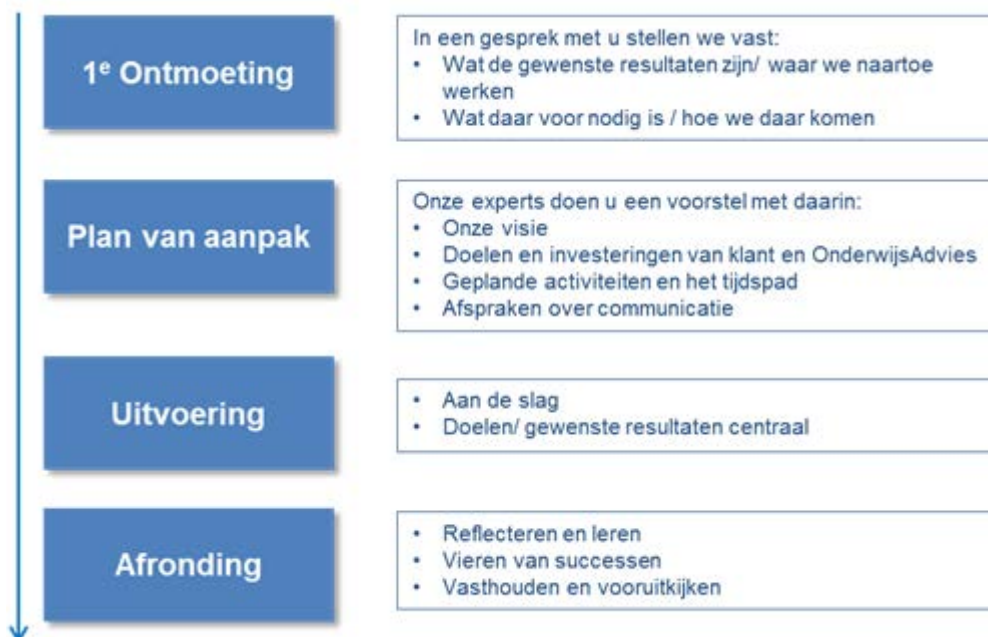 1e Ontmoeting
In een gesprek met u stellen we vast:
• Wat de gewenste resultaten zijn/ waar we naartoe
werken
• Wat daar voor nodig is / hoe we daar komen
Plan van aanpak
Onze experts doen u een voorstel met daarin:
• Onze visie
• Doelen en investeringen van klant en OnderwijsAdvies
• Geplande activiteiten en het tijdspad
• Afspraken over communicatie
Uitvoering
• Aan de slag
• Doelen/ gewenste resultaten centraal
Afronding
• Reflecteren en leren
• Vieren van successen
• Vasthouden en vooruitkijken